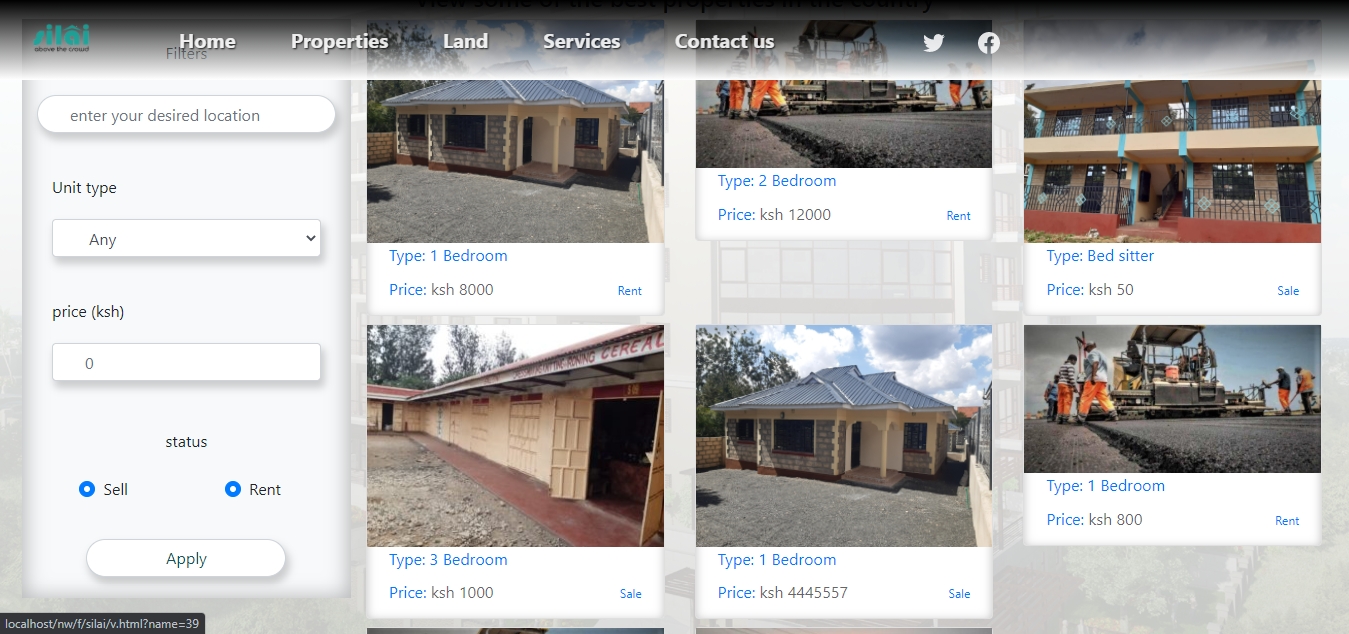 View some of the best properties in the country
silai
above the crowd
Home
Properties
Land
Services
Contact us
Filters
enter your desired location
Unit type
Any
price (ksh)
0
status
Sell
Rent
Apply
Type: 1 Bedroom
Price: ksh 8000
Rent
Type: 2 Bedroom
Price: ksh 12000
Rent
Type: Bed sitter
Price: ksh 50
Sale
CEREAL
Type: 3 Bedroom
Price: ksh 1000
Sale
Type: 1 Bedroom
Price: ksh 4445557
Sale
Type: 1 Bedroom
Price: ksh 800
Rent
localhost/nw/f/silai/v.html?name=39